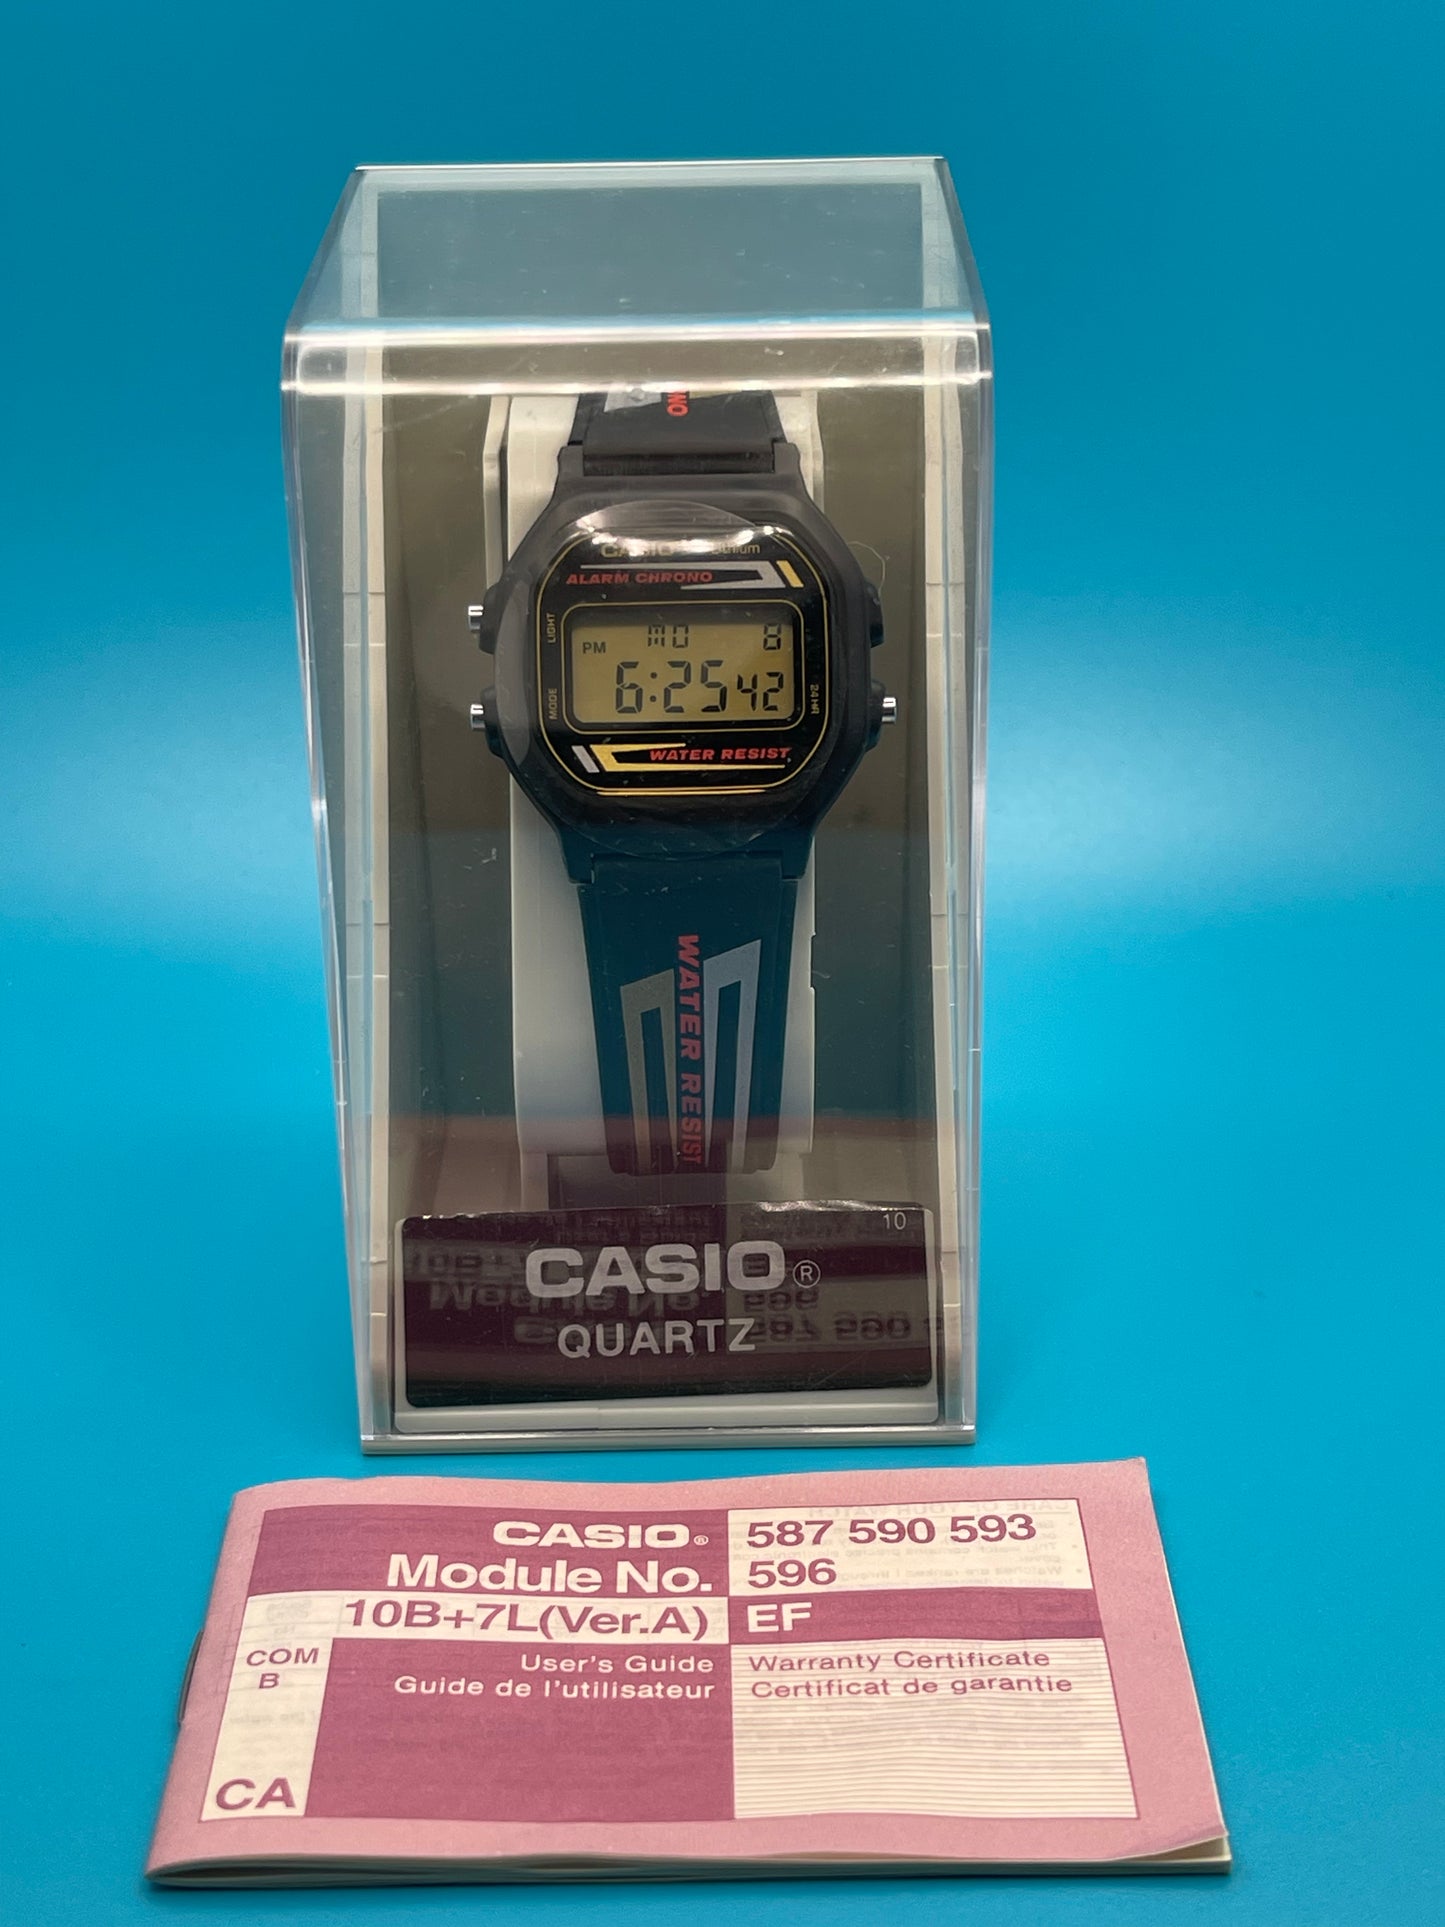 CASIO
ALARM CHRONO
LIGHT
MO 8
PM
6:25 42
MODE
24HR
WATER RESIST
WATER RESIST
10
CASIO®
QUARTZ
CASIO® 587 590 593
Module No. 596
10B+7L(Ver.A) EF
COM
B
User's Guide Warranty Certificate
Guide de l'utilisateur Certificat de garantie
CA